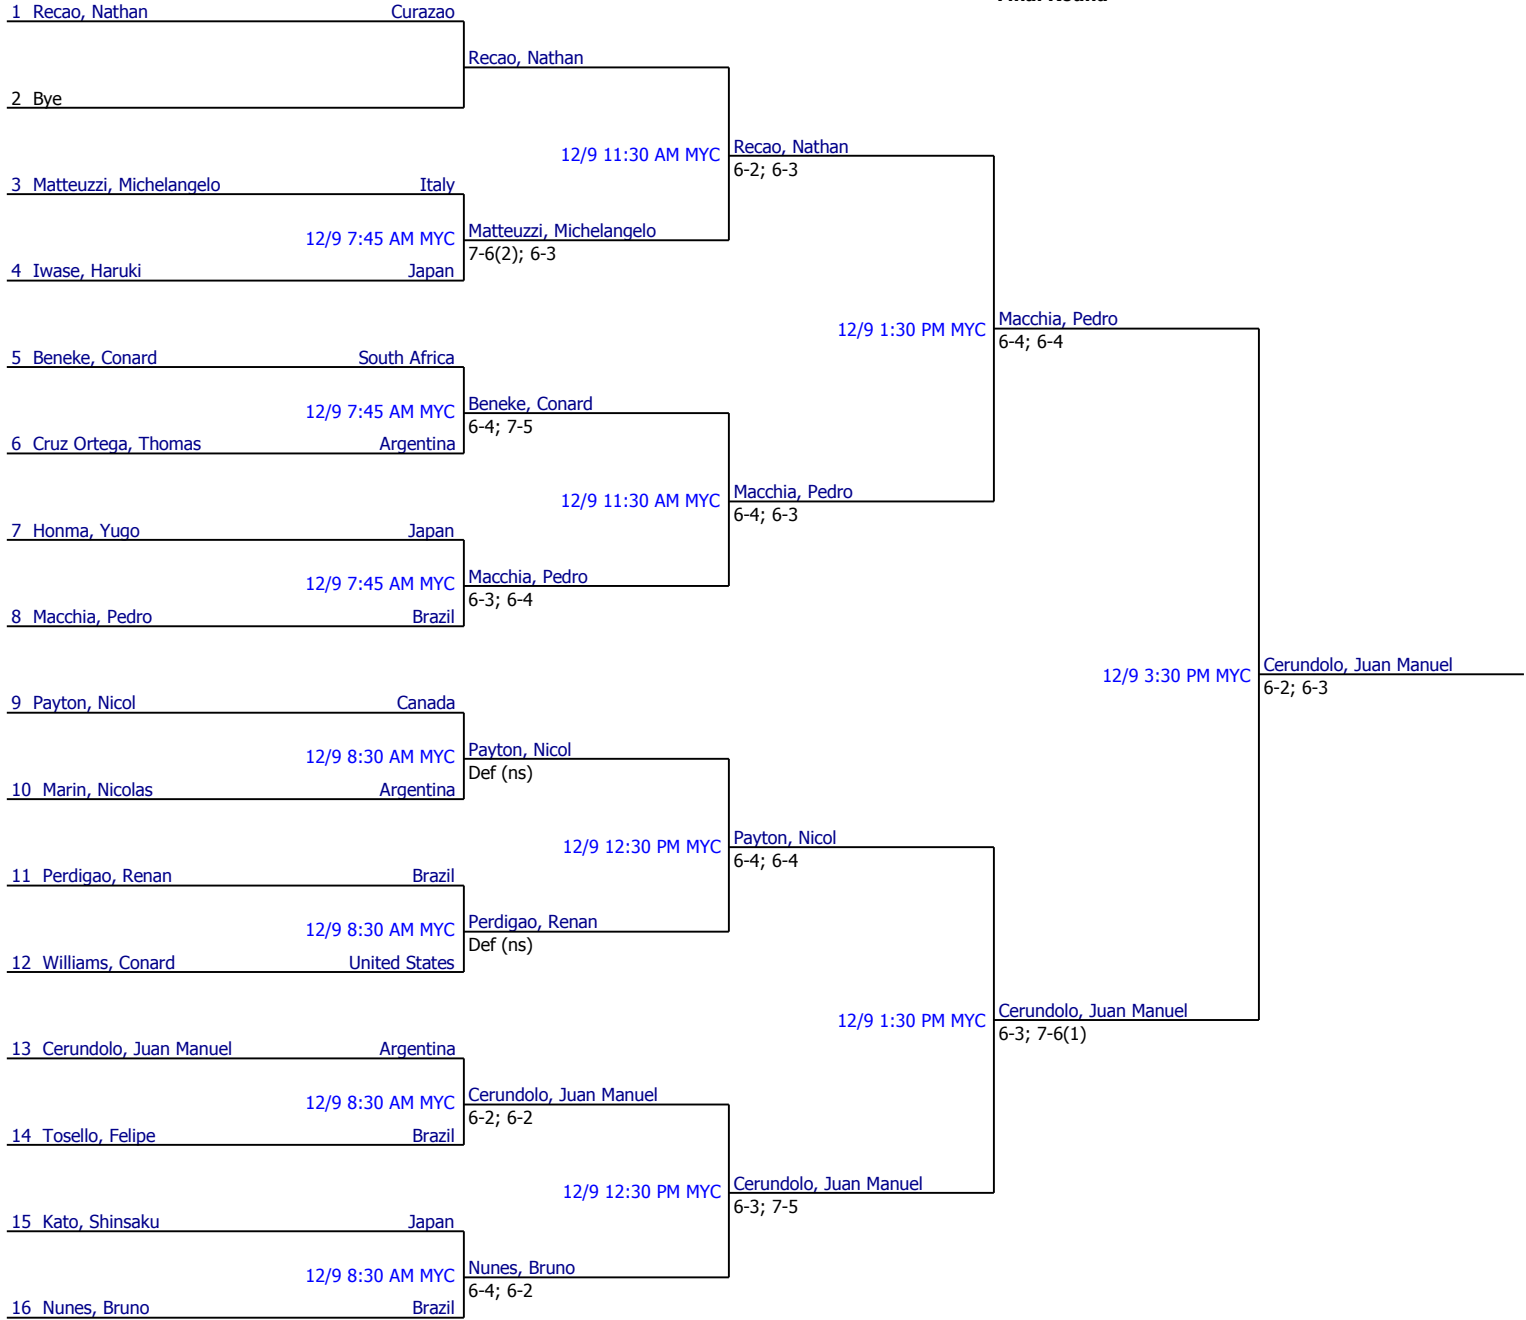 1 Recao, Nathan Curazao
Recao, Nathan
2 Bye
12/9 11:30 AM MYC Recao, Nathan
6-2; 6-3
3 Matteuzzi, Michelangelo Italy
12/9 7:45 AM MYC Matteuzzi, Michelangelo
7-6(2); 6-3
4 Iwase, Haruki Japan
12/9 1:30 PM MYC Macchia, Pedro
6-4; 6-4
5 Beneke, Conard South Africa
12/9 7:45 AM MYC Beneke, Conard
6-4; 7-5
6 Cruz Ortega, Thomas Argentina
12/9 11:30 AM MYC Macchia, Pedro
6-4; 6-3
7 Honma, Yugo Japan
12/9 7:45 AM MYC Macchia, Pedro
6-3; 6-4
8 Macchia, Pedro Brazil
12/9 3:30 PM MYC Cerundolo, Juan Manuel
6-2; 6-3
9 Payton, Nicol Canada
12/9 8:30 AM MYC Payton, Nicol
Def (ns)
10 Marin, Nicolas Argentina
12/9 12:30 PM MYC Payton, Nicol
6-4; 6-4
11 Perdigao, Renan Brazil
12/9 8:30 AM MYC Perdigao, Renan
Def (ns)
12 Williams, Conard United States
12/9 1:30 PM MYC Cerundolo, Juan Manuel
6-3; 7-6(1)
13 Cerundolo, Juan Manuel Argentina
12/9 8:30 AM MYC Cerundolo, Juan Manuel
6-2; 6-2
14 Tosello, Felipe Brazil
12/9 12:30 PM MYC Cerundolo, Juan Manuel
6-3; 7-5
15 Kato, Shinsaku Japan
12/9 8:30 AM MYC Nunes, Bruno
6-4; 6-2
16 Nunes, Bruno Brazil